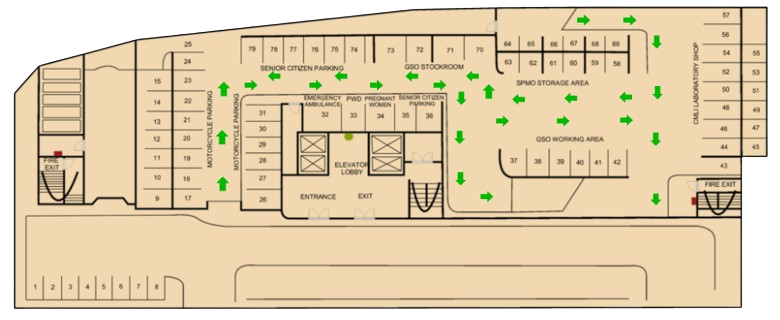 57
25
79 78 77 76 75 74 73 72 71 70
64 65 66 67 68 69
56
54 55
24
SENIOR CITIZEN PARKING
GSO STOCKROOM
63 62 61 60 59 58
52 53
15 23
SPMO STORAGE AREA
50 51
14 22
EMERGENCY
AMBULANCE
PWD
PREGNANT
WOMEN
SENIOR CITIZEN
PARKING
48 49
13 21
31 32 33 34 35 36
MOTORCYCLE PARKING
MOTORCYCLE PARKING
CMLI LABORATORY SHOP
46 47
12 20
30
GSO WORKING AREA
44 45
11 19
29
28
37 38 39 40 41 42
43
FIRE
EXIT
ELEVATOR
LOBBY
10 18
27
FIRE EXIT
9 17
26
ENTRANCE
EXIT
1 2 3 4 5 6 7 8